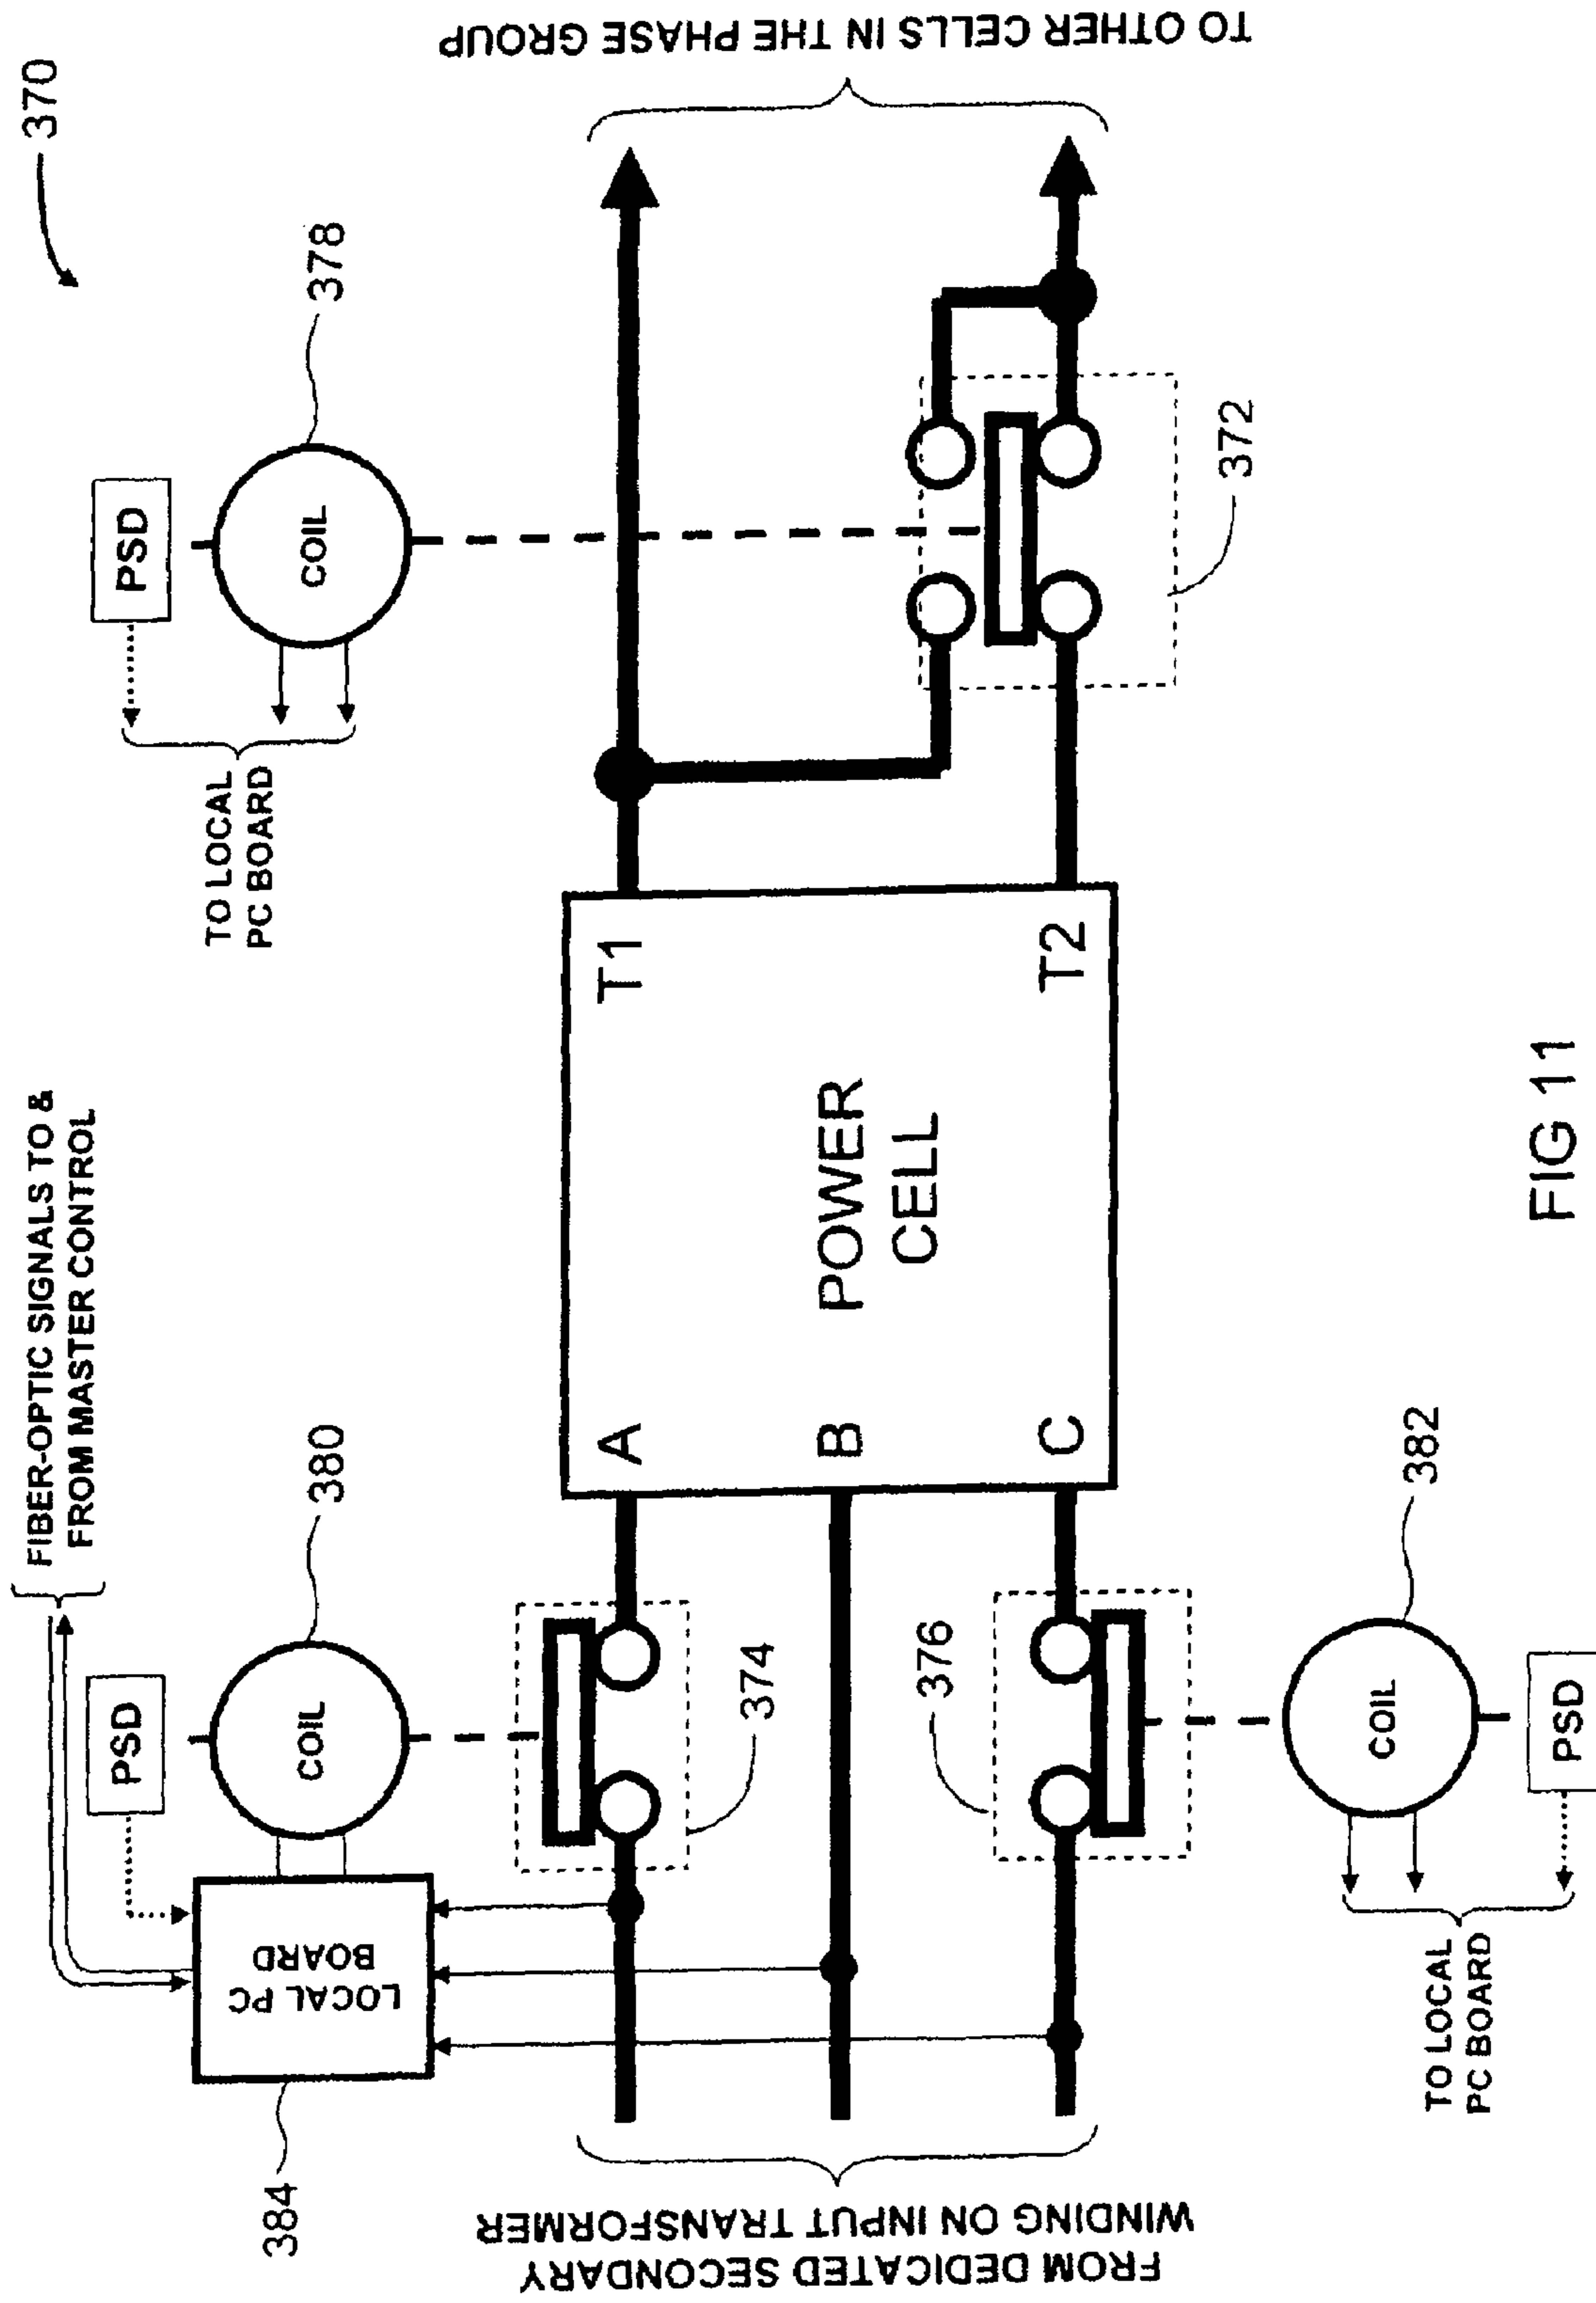 370
FIBER-OPTIC SIGNALS TO &
FROM MASTER CONTROL
PSD
380
COIL
PSD
378
COIL
TO LOCAL
PC BOARD
384
LOCAL PC
BOARD
374
FROM DEDICATED SECONDARY
WINDING ON INPUT TRANSFORMER
A
B
C
POWER
CELL
T1
T2
TO OTHER CELLS IN THE PHASE GROUP
372
376
382
COIL
PSD
TO LOCAL
PC BOARD
FIG 11